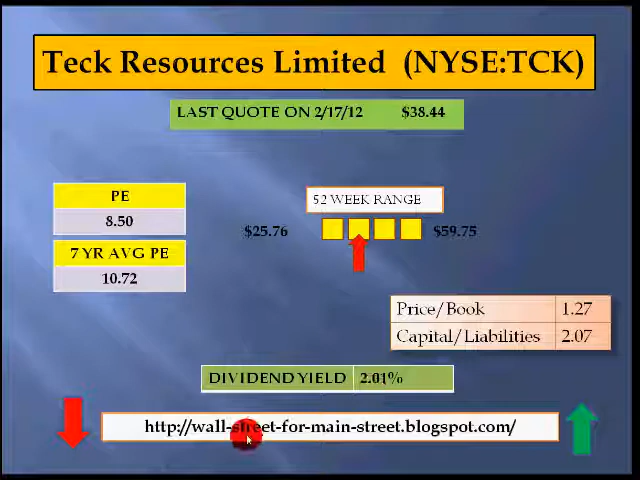 Teck Resources Limited (NYSE:TCK)
LAST QUOTE ON 2/17/12 $38.44
PE
8.50
7 YR AVG PE
10.72
52 WEEK RANGE
$25.76 $59.75
Price/Book 1.27
Capital/Liabilities 2.07
DIVIDEND YIELD 2.01%
http://wall-street-for-main-street.blogspot.com/